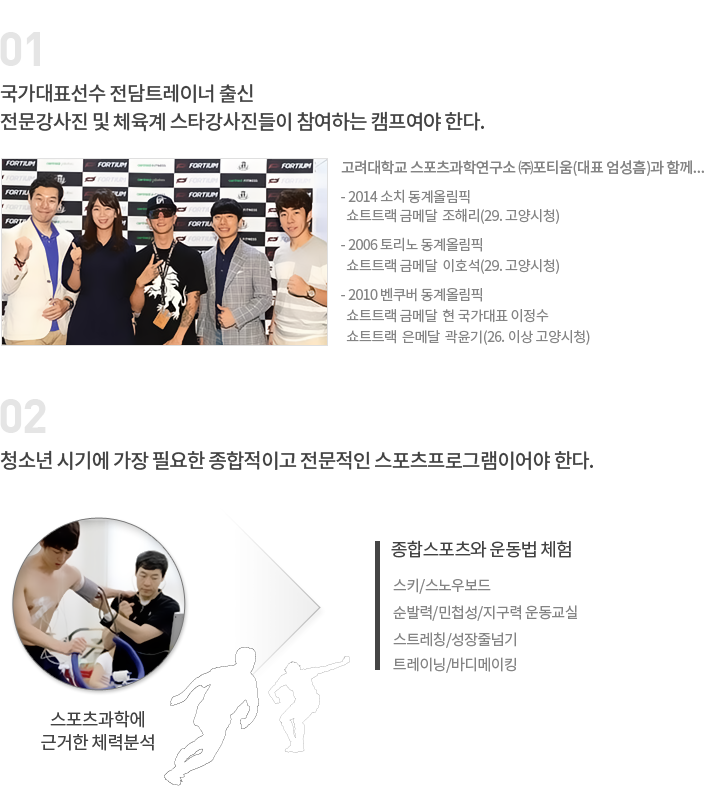 01
국가대표선수 전담트레이너 출신
전문강사진 및 체육계 스타강사진들이 참여하는 캠프여야 한다.
고려대학교 스포츠과학연구소 ㈜포티움(대표 엄성흠)과 함께...
- 2014 소치 동계올림픽
쇼트트랙 금메달 조해리(29. 고양시청)
- 2006 토리노 동계올림픽
쇼트트랙 금메달 이호석(29. 고양시청)
- 2010 벤쿠버 동계올림픽
쇼트트랙 금메달 현 국가대표 이정수
쇼트트랙 은메달 곽윤기(26. 이상 고양시청)
FORTIUM FORTIUM FORTIUM
02
청소년 시기에 가장 필요한 종합적이고 전문적인 스포츠프로그램이어야 한다.
종합스포츠와 운동법 체험
스키/스노우보드
순발력/민첩성/지구력 운동교실
스트레칭/성장줄넘기
트레이닝/바디메이킹
스포츠과학에
근거한 체력분석